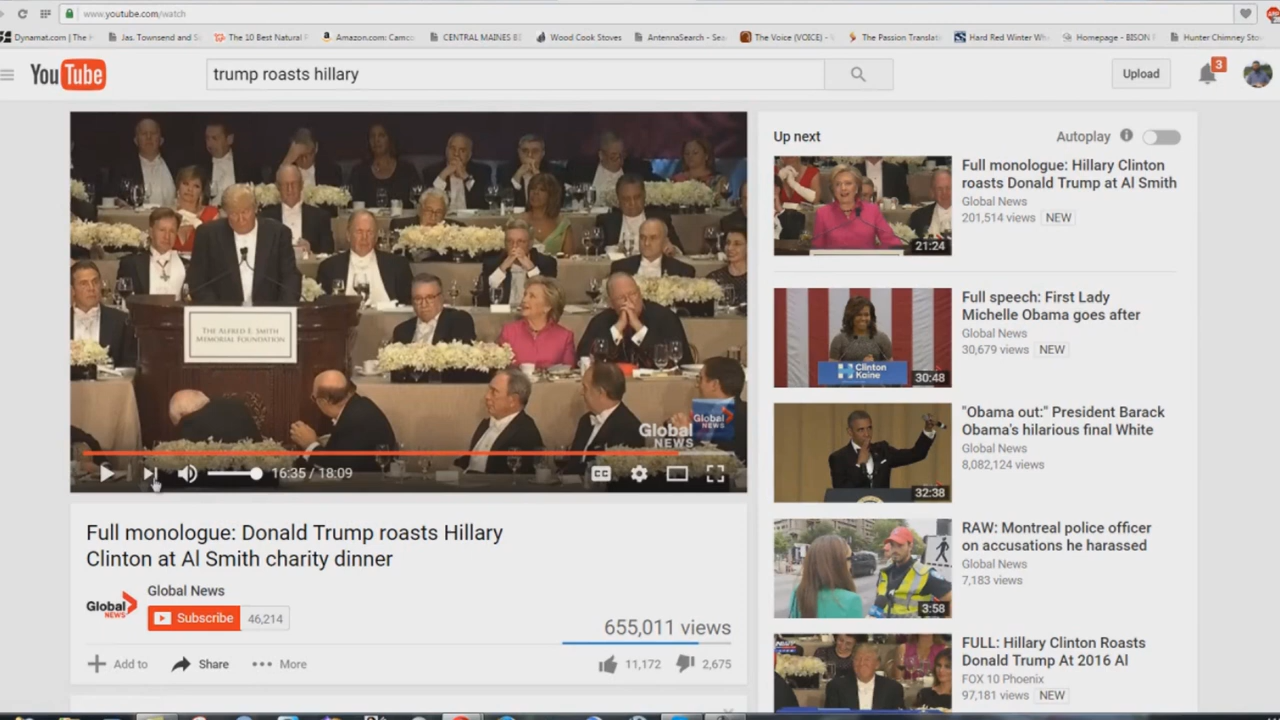 www.youtube.com/watch
Dynamat.com | The
Jas. Townsend and
The 10 Best Natural
Amazon.com:
CENTRAL MAINES
Wood Cook Stoves
AntennaSearch -
The Voice (VOICE) -
The Passion
Hard Red Winter
Homepage - BISON
Hunter Chimney
YouTube
trump roasts hillary
Upload
3
THE ALFRED E. SMITH
MEMORIAL FOUNDATION
Global
NEWS
Global
NEWS
CC
16:35 / 18:09
Full monologue: Donald Trump roasts Hillary
Clinton at Al Smith charity dinner
Global
NEWS
Global News
Subscribe
46,214
655,011 views
Add to
Share
More
11,172
2,675
Up next
Autoplay
21:24
Full monologue: Hillary Clinton
roasts Donald Trump at Al Smith
Global News
201,514 views NEW
Clinton
Kaine
30:48
Full speech: First Lady
Michelle Obama goes after
Global News
30,679 views NEW
32:38
"Obama out:" President Barack
Obama's hilarious final White
Global News
8,082,124 views
3:58
RAW: Montreal police officer
on accusations he harassed
Global News
7,183 views
FULL: Hillary Clinton Roasts
Donald Trump At 2016 Al
FOX 10 Phoenix
97,181 views NEW